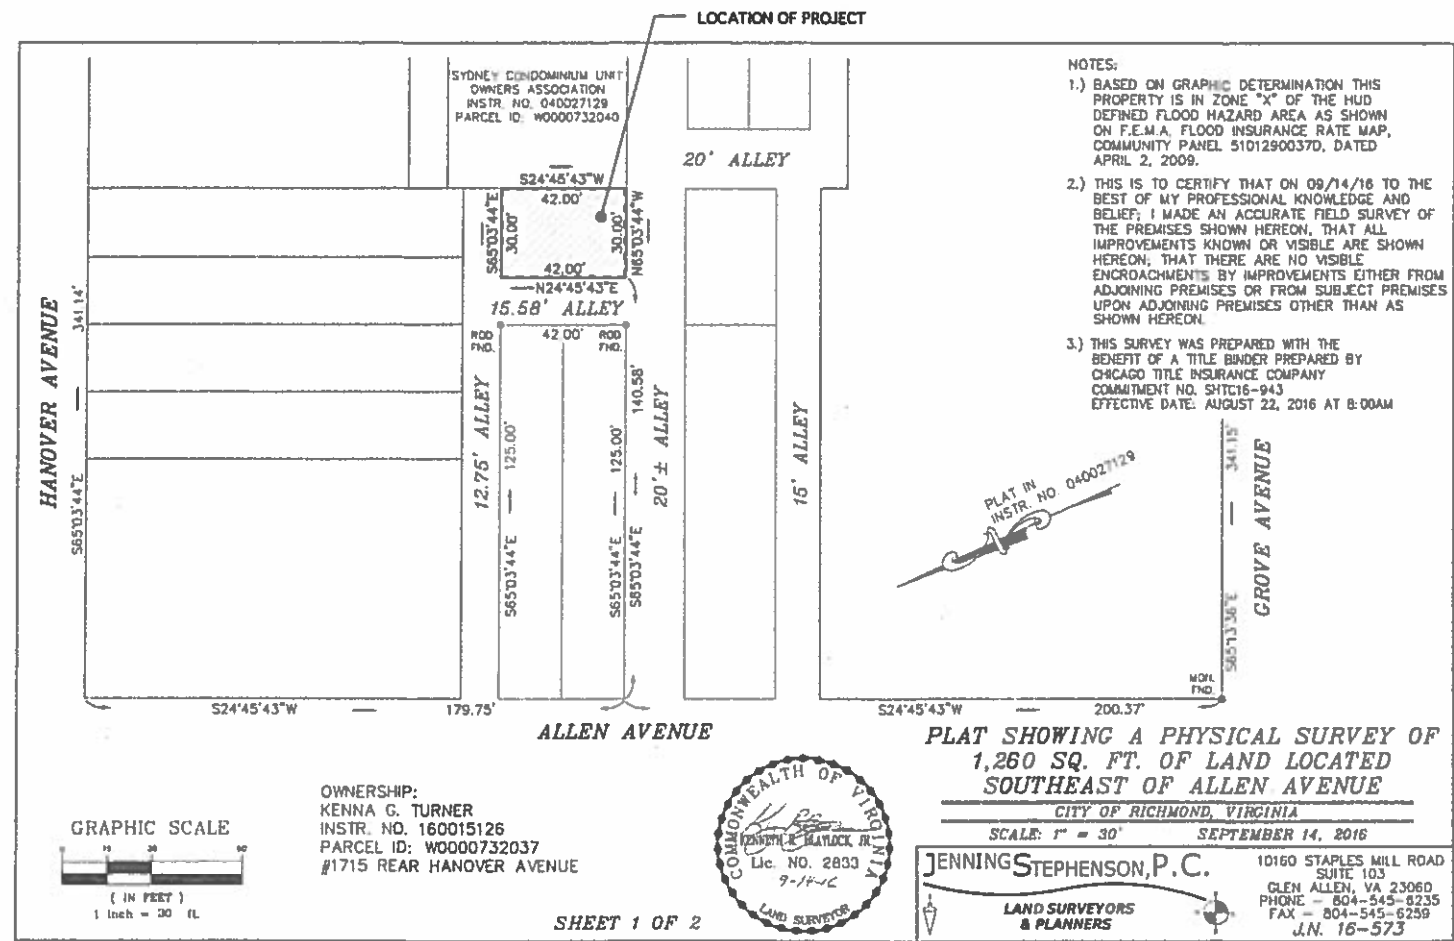 LOCATION OF PROJECT
SYDNEY CONDOMINIUM UNIT
OWNERS ASSOCIATION
INSTR. NO. 040027129
PARCEL ID: W0000732040
20' ALLEY
S24°45'43"W
42.00'
S65°03'44"E
30.00'
30.00'
N65°03'44"W
42.00'
N24°45'43"E
15.58' ALLEY
ROD
FND.
42.00'
ROD
FND.
HANOVER AVENUE
S65°03'44"E
341.14'
12.75' ALLEY
S65°03'44"E
125.00'
S65°03'44"E
125.00'
S65°03'44"E
140.58'
20'± ALLEY
15' ALLEY
NOTES:
1.) BASED ON GRAPHIC DETERMINATION THIS
PROPERTY IS IN ZONE "X" OF THE HUD
DEFINED FLOOD HAZARD AREA AS SHOWN
ON F.E.M.A. FLOOD INSURANCE RATE MAP,
COMMUNITY PANEL 5101290037D, DATED
APRIL 2, 2009.
2.) THIS IS TO CERTIFY THAT ON 09/14/16 TO THE
BEST OF MY PROFESSIONAL KNOWLEDGE AND
BELIEF; I MADE AN ACCURATE FIELD SURVEY OF
THE PREMISES SHOWN HEREON, THAT ALL
IMPROVEMENTS KNOWN OR VISIBLE ARE SHOWN
HEREON; THAT THERE ARE NO VISIBLE
ENCROACHMENTS BY IMPROVEMENTS EITHER FROM
ADJOINING PREMISES OR FROM SUBJECT PREMISES
UPON ADJOINING PREMISES OTHER THAN AS
SHOWN HEREON.
3.) THIS SURVEY WAS PREPARED WITH THE
BENEFIT OF A TITLE BINDER PREPARED BY
CHICAGO TITLE INSURANCE COMPANY
COMMITMENT NO. SHTC16-943
EFFECTIVE DATE: AUGUST 22, 2016 AT 8:00AM
PLAT IN
INSTR. NO. 040027129
S65°13'36"E
341.15'
GROVE AVENUE
MON.
FND.
S24°45'43"W
179.75'
S24°45'43"W
200.37'
ALLEN AVENUE
PLAT SHOWING A PHYSICAL SURVEY OF
1,260 SQ. FT. OF LAND LOCATED
SOUTHEAST OF ALLEN AVENUE
CITY OF RICHMOND, VIRGINIA
SCALE: 1" = 30' SEPTEMBER 14, 2016
OWNERSHIP:
KENNA G. TURNER
INSTR. NO. 160015126
PARCEL ID: W0000732037
#1715 REAR HANOVER AVENUE
GRAPHIC SCALE
0 15 30 60
( IN FEET )
1 inch = 30 ft.
COMMONWEALTH OF VIRGINIA
KENNETH R. BLAYLOCK, JR.
Lic. NO. 2833
9-14-16
LAND SURVEYOR
SHEET 1 OF 2
JENNINGSTEPHENSON, P.C.
LAND SURVEYORS
& PLANNERS
10160 STAPLES MILL ROAD
SUITE 103
GLEN ALLEN, VA 23060
PHONE - 804-545-6235
FAX - 804-545-6259
J.N. 16-573